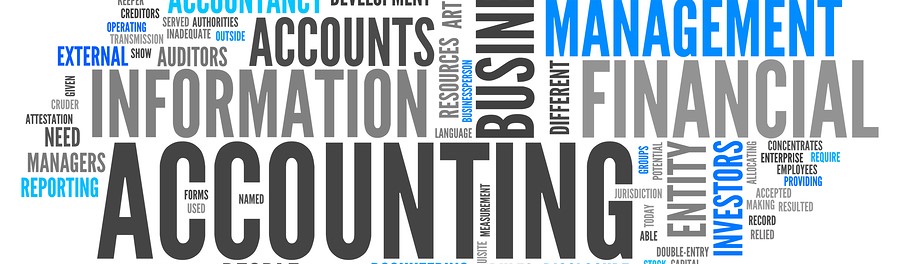 KEEPER
ACCOUNTANCY
DEVELOPMENT
CREDITORS
SERVED AUTHORITIES
OPERATING
INADEQUATE OUTSIDE
TRANSMISSION
EXTERNAL
SHOW
AUDITORS
ACCOUNTS
RESOURCES ART
BUSINESSPERSON
MANAGEMENT
DIFFERENT
GIVEN
CRUDER
INFORMATION
FINANCIAL
LANGUAGE
ATTESTATION
NEED
MANAGERS
REPORTING
ACCOUNTING
FORMS
USED
NAMED
MEASUREMENT
GROUPS
POTENTIAL
ENTITY
INVESTORS
ALLOCATING
CONCENTRATES
ENTERPRISE REQUIRE
EMPLOYEES
PROVIDING
JURISDICTION
ACCEPTED
MAKING RESULTED
TODAY
ABLE
RECORD
RELIED
DOUBLE-ENTRY
STOCK CAPITAL